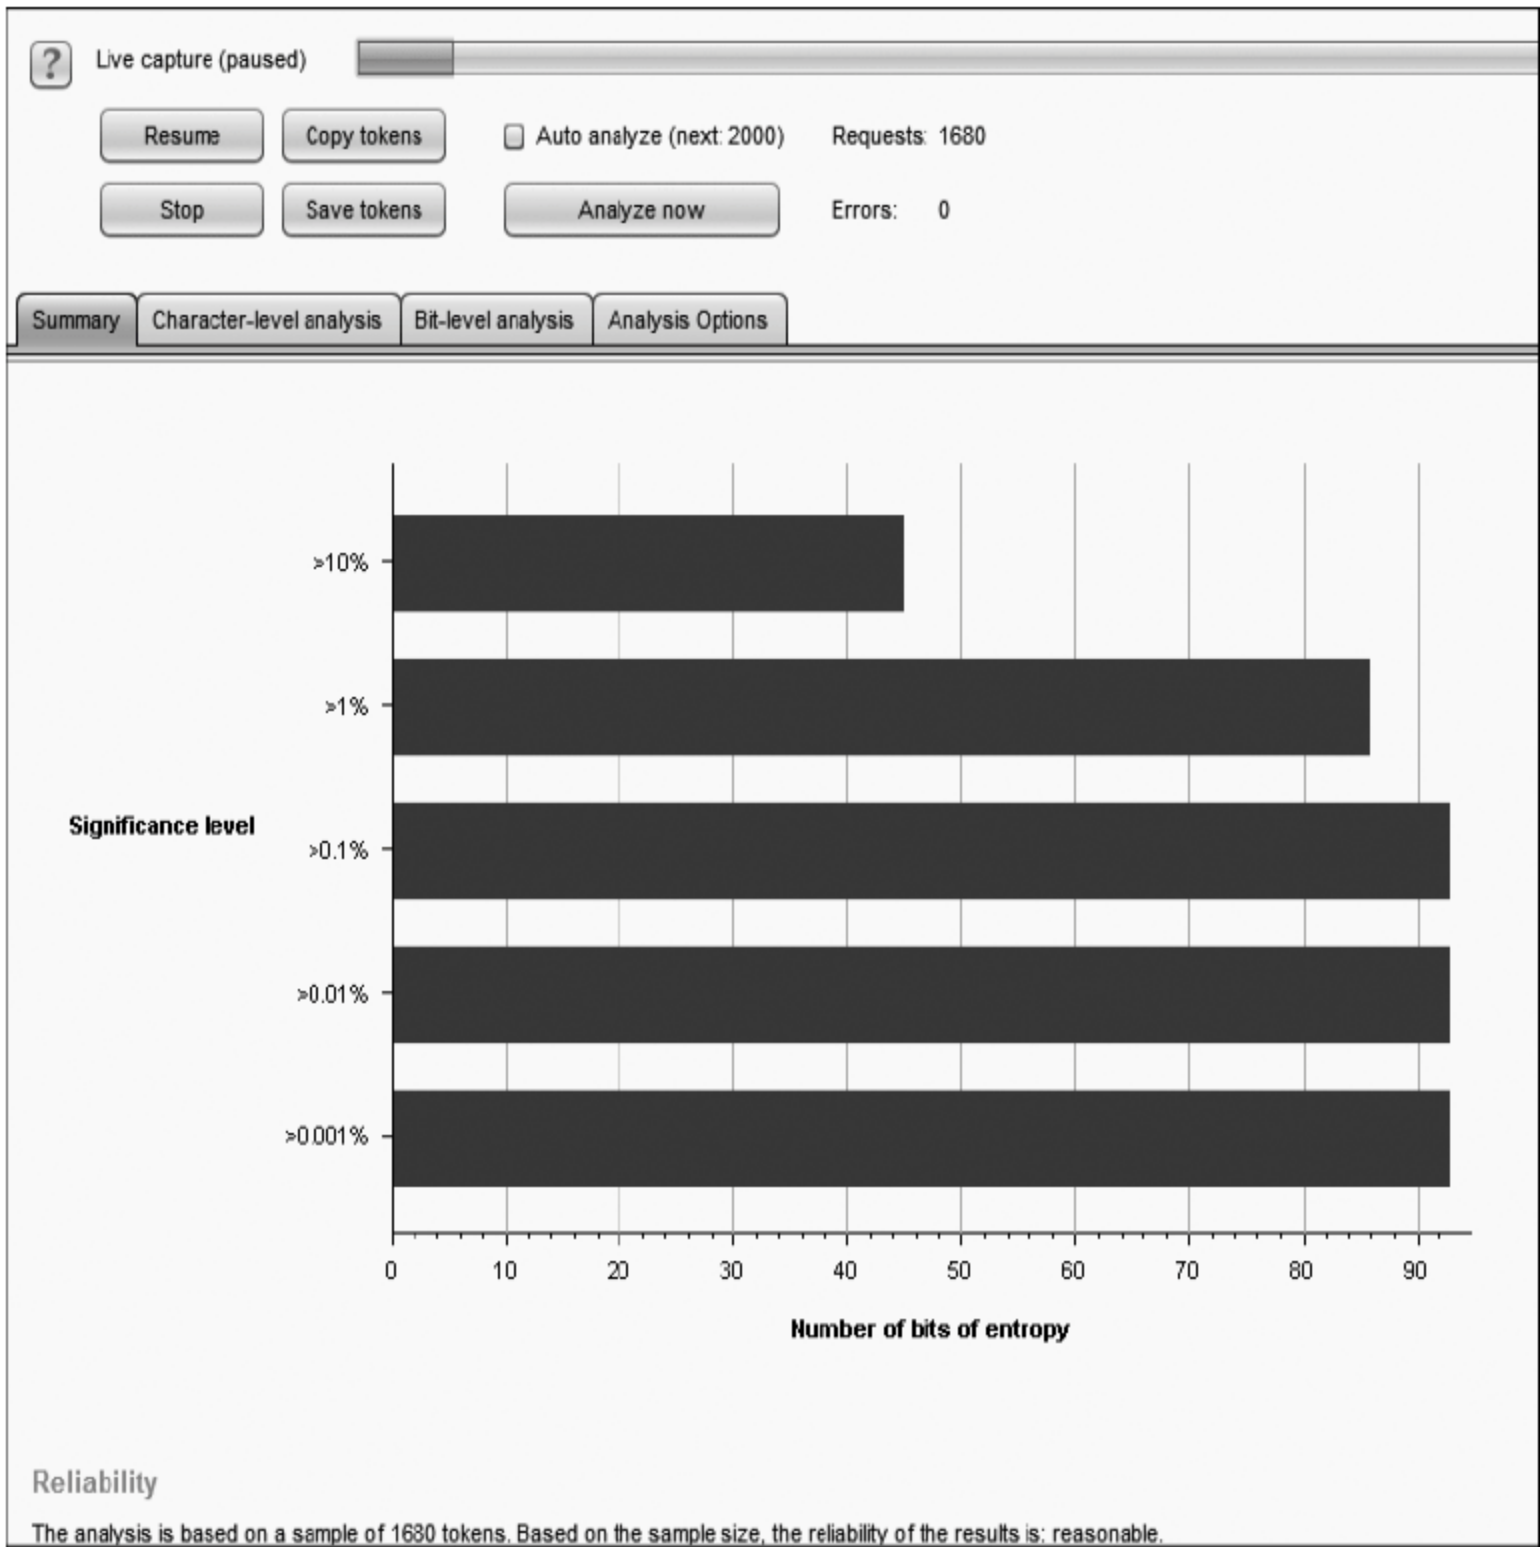 ? Live capture (paused)
Resume Copy tokens Auto analyze (next: 2000) Requests: 1680
Stop Save tokens Analyze now Errors: 0
Summary Character-level analysis Bit-level analysis Analysis Options
>10%
>1%
Significance level
>0.1%
>0.01%
>0.001%
0 10 20 30 40 50 60 70 80 90
Number of bits of entropy
Reliability
The analysis is based on a sample of 1680 tokens. Based on the sample size, the reliability of the results is: reasonable.